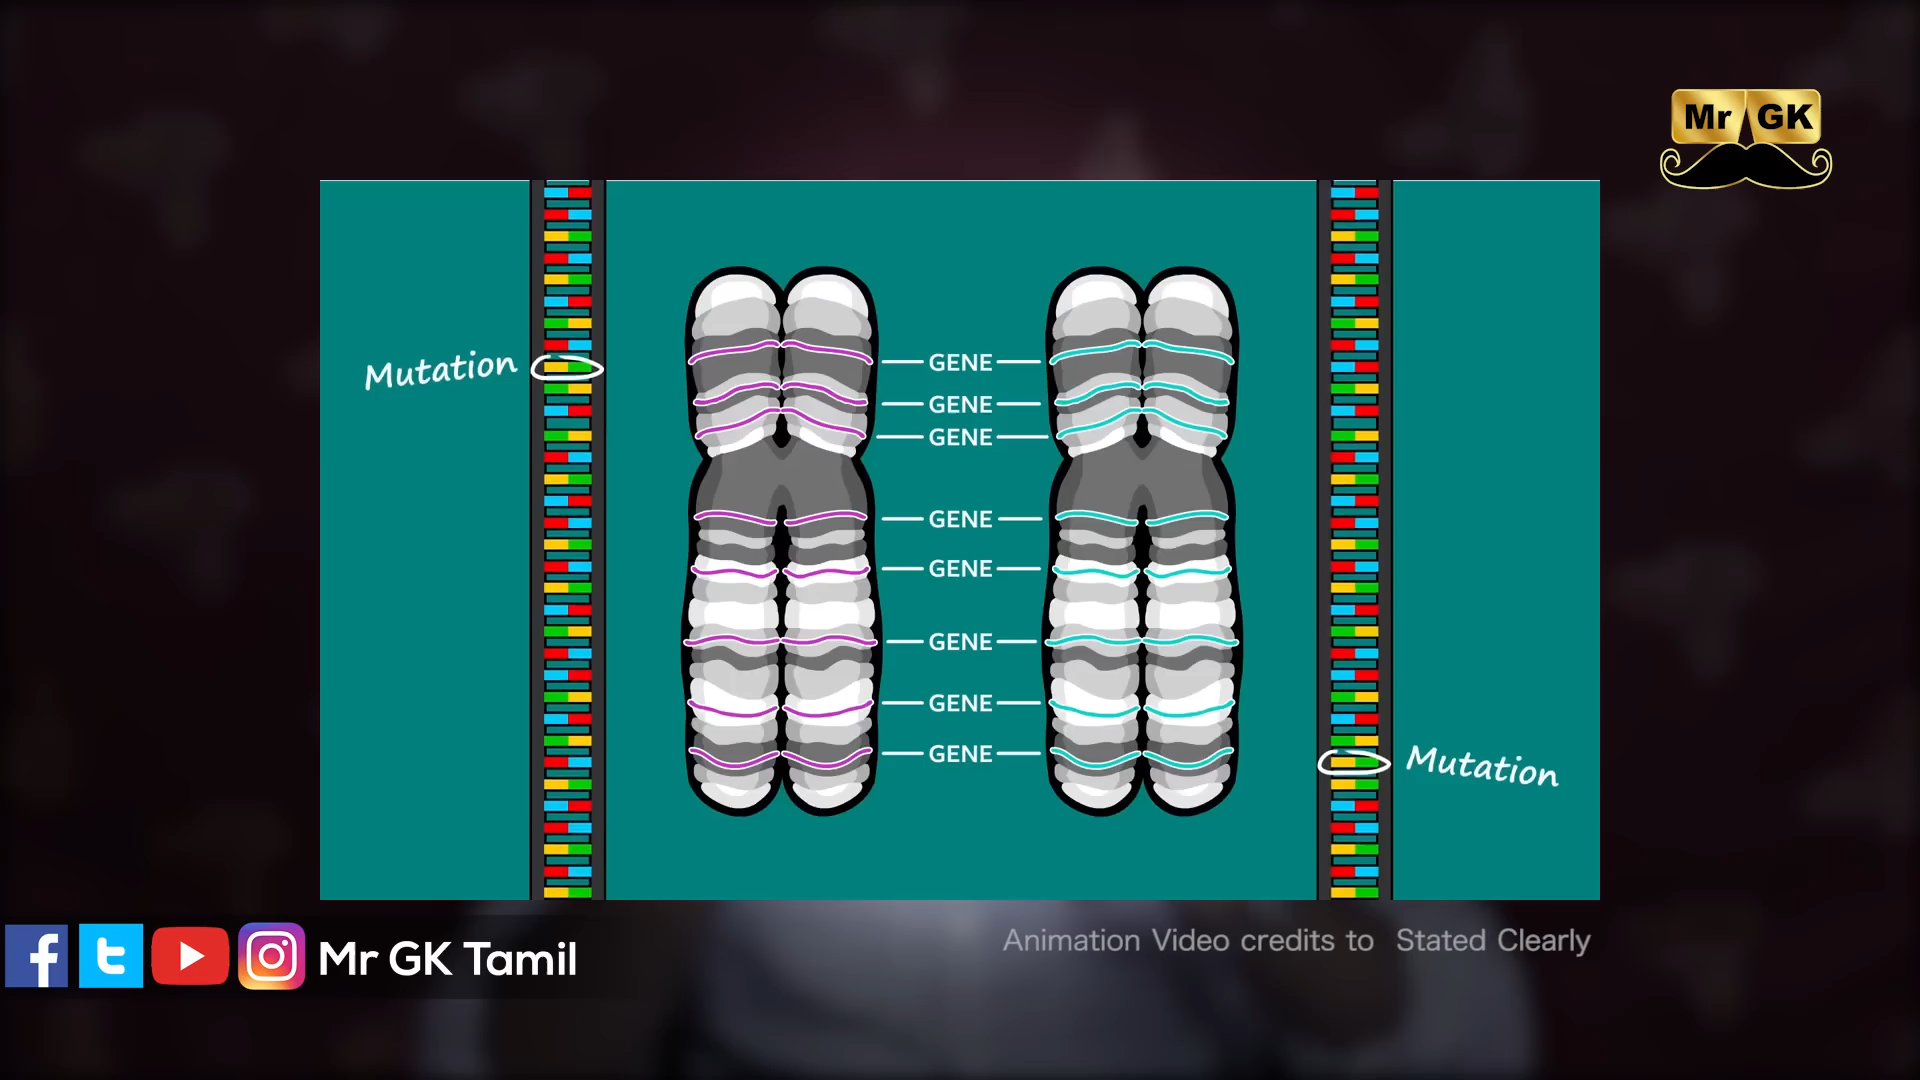 Mr GK
Mutation
GENE
GENE
GENE
GENE
GENE
GENE
GENE
GENE
Mutation
Mr GK Tamil
Animation Video credits to Stated Clearly